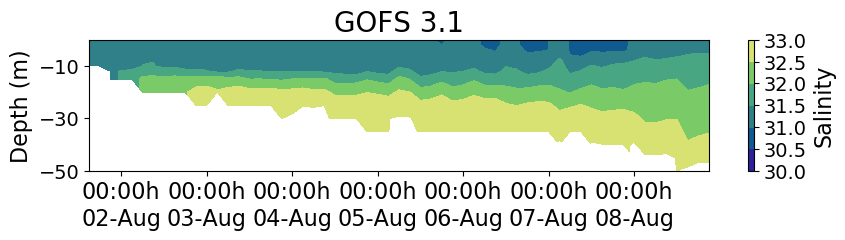 GOFS 3.1
Depth (m)
−10
−30
−50
00:00h 00:00h 00:00h 00:00h 00:00h 00:00h 00:00h
02-Aug 03-Aug 04-Aug 05-Aug 06-Aug 07-Aug 08-Aug
33.0
32.5
32.0
31.5
31.0
30.5
30.0
Salinity